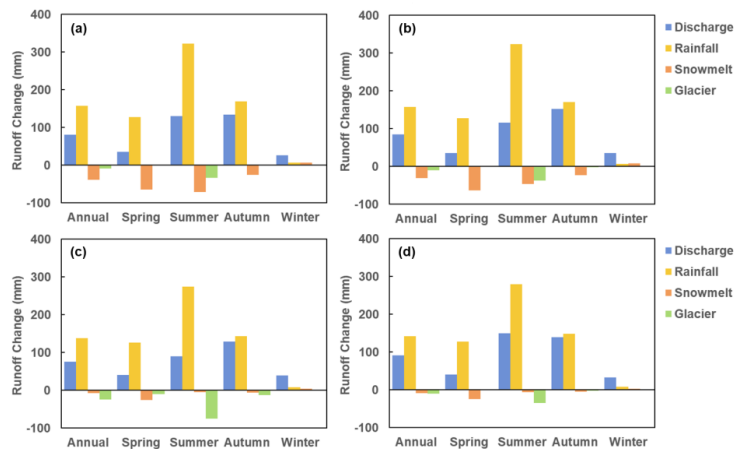 400
300
200
100
0
-100
Runoff Change (mm)
(a)
Annual Spring Summer Autumn Winter
400
300
200
100
0
-100
Runoff Change (mm)
(b)
Annual Spring Summer Autumn Winter
Discharge
Rainfall
Snowmelt
Glacier
400
300
200
100
0
-100
Runoff Change (mm)
(c)
Annual Spring Summer Autumn Winter
400
300
200
100
0
-100
Runoff Change (mm)
(d)
Annual Spring Summer Autumn Winter
Discharge
Rainfall
Snowmelt
Glacier